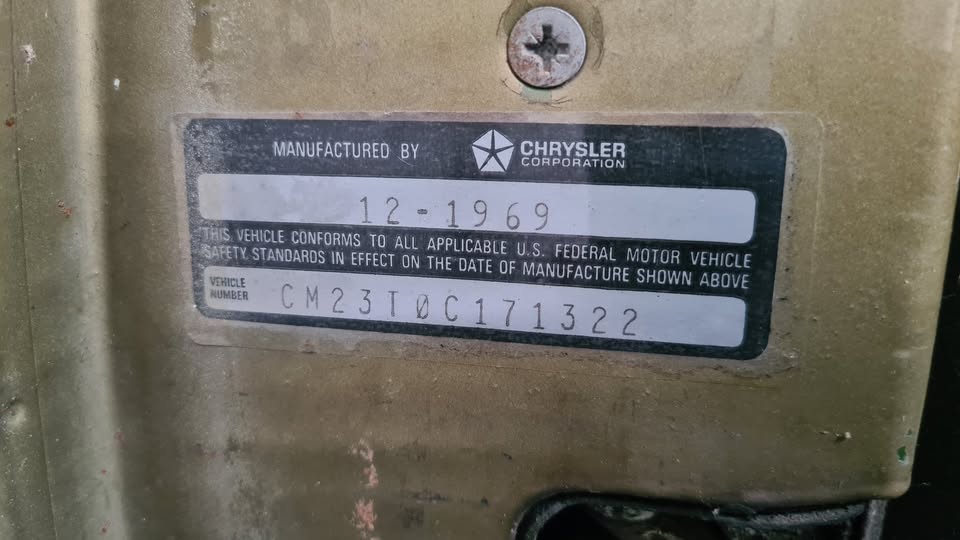 MANUFACTURED BY CHRYSLER CORPORATION
12-1969
THIS VEHICLE CONFORMS TO ALL APPLICABLE U.S. FEDERAL MOTOR VEHICLE
SAFETY STANDARDS IN EFFECT ON THE DATE OF MANUFACTURE SHOWN ABOVE
VEHICLE NUMBER CM23T0C171322